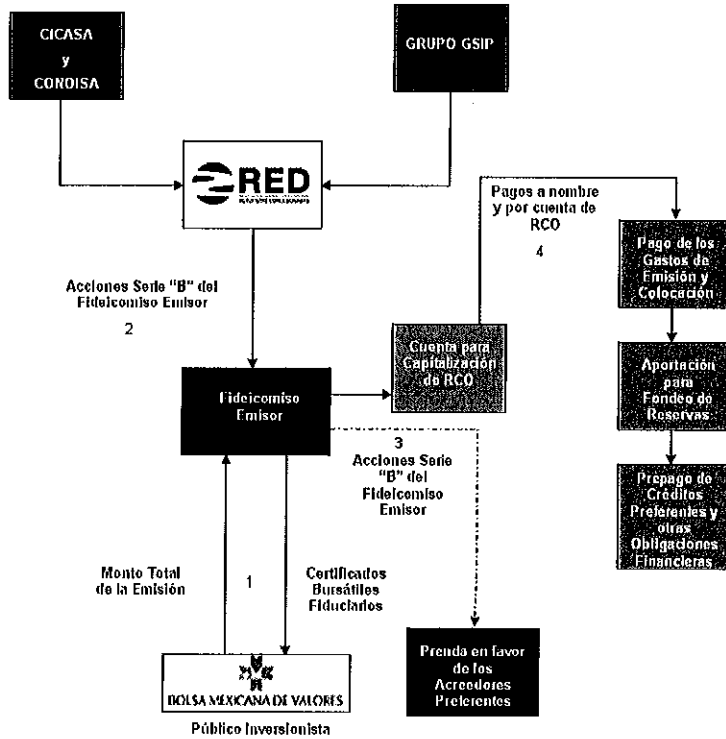 CICASA
y
CONDISA
GRUPO GSIP
RED
Pagos a nombre
y por cuenta de
RCO
4
Pago de los
Gastos de
Emisión y
Colocación
Acciones Serie "B" del
Fideicomiso Emisor
2
Cuenta para
Capitalización
de RCO
Aportación
para
Fondeo de
Reservas
Fideicomiso
Emisor
3
Acciones Serie
"B" del
Fideicomiso
Emisor
Prepago de
Créditos
Preferentes y
otras
Obligaciones
Financieras
Monto Total
de la Emisión
1
Certificados
Bursátiles
Fiduciarios
Prenda en favor
de los
Acreedores
Preferentes
BOLSA MEXICANA DE VALORES
Público Inversionista